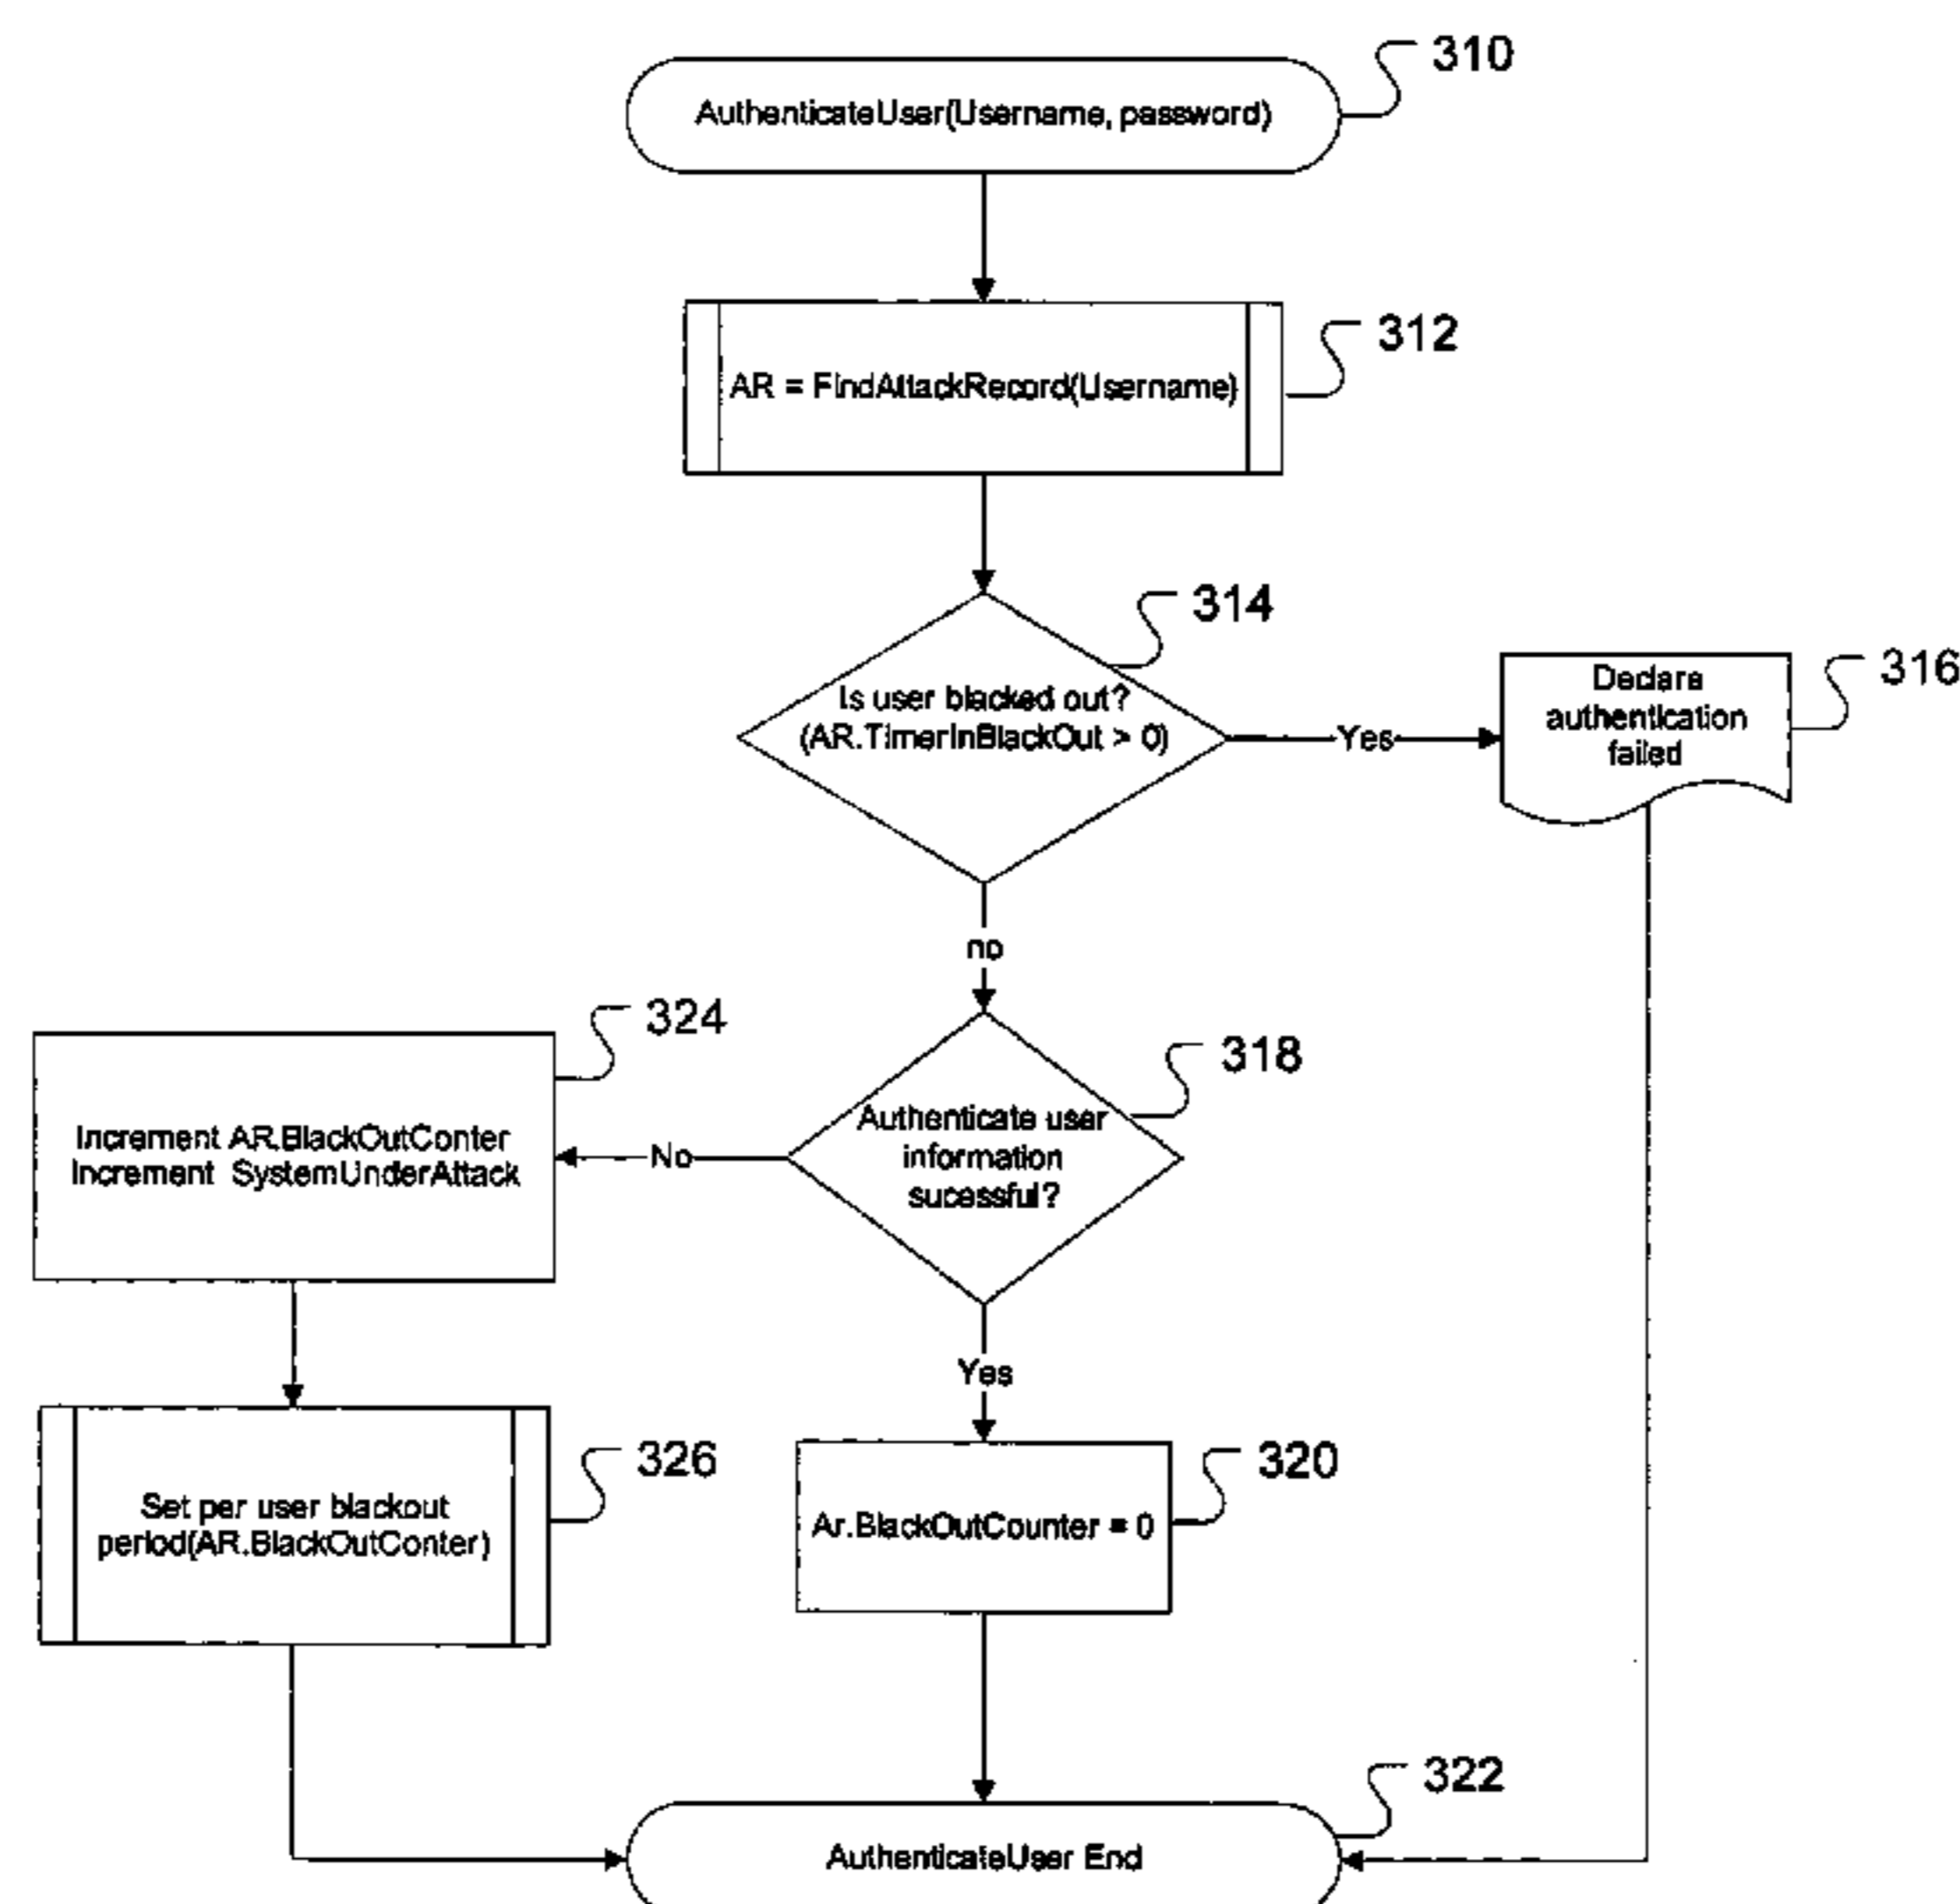 310
AuthenticateUser(Username, password)
312
AR = FindAttackRecord(Username)
314
Is user blacked out?
(AR.TimerInBlackOut > 0)
Yes
316
Declare
authentication
failed
no
318
Authenticate user
information
sucessful?
No
324
Increment AR.BlackOutConter
Increment SystemUnderAttack
Yes
326
Set per user blackout
period(AR.BlackOutConter)
320
Ar.BlackOutCounter = 0
322
AuthenticateUser End